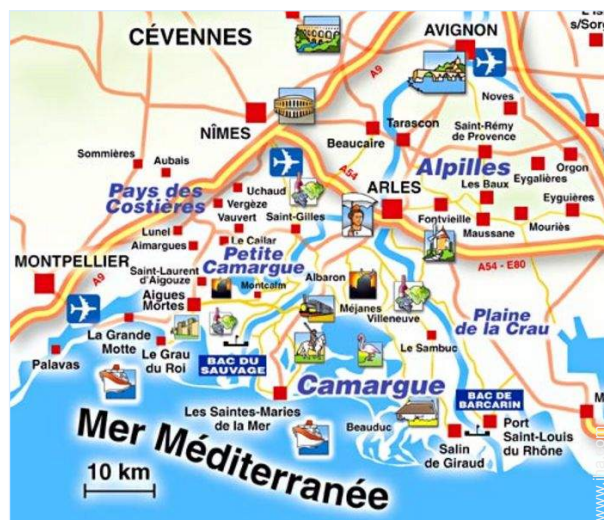 L'IS
s/Sorg
CÉVENNES
AVIGNON
A9
Noves
NÎMES
Tarascon
Beaucaire
Saint-Rémy
de Provence
Sommières
Aubais
A54
Alpilles
Orgon
Eygalières
Pays des
Costières
Uchaud
Vergèze
Vauvert
Saint-Gilles
ARLES
Les Baux
Eyguières
Fontvieille
Maussane
Mouriès
Lunel
Aimargues
Le Cailar
MONTPELLIER
A9
Petite
Camargue
A54 - E80
Saint-Laurent
d'Aigouze
Montcalm
Albaron
Aigues
Mortes
Méjanes
Villeneuve
Plaine
de la Crau
La Grande
Motte
Palavas
Le Grau
du Roi
BAC DU
SAUVAGE
Le Sambuc
Camargue
BAC DE
BARCARIN
Les Saintes-Maries
de la Mer
Beauduc
Salin
de Giraud
Port
Saint-Louis
du Rhône
Mer Méditerranée
10 km